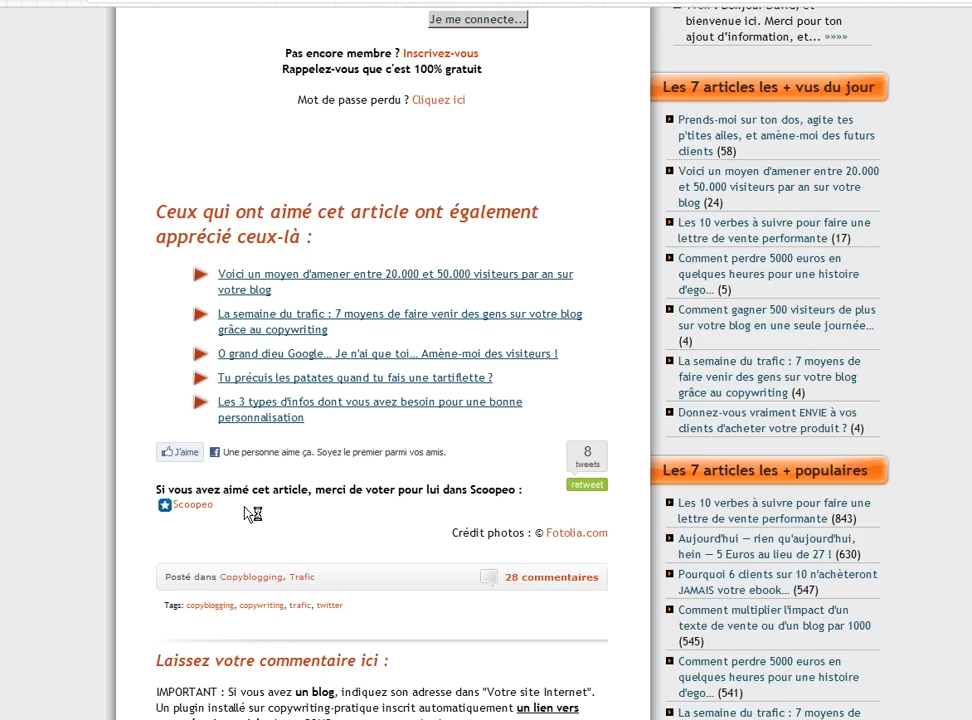 Je me connecte...
Pas encore membre ? Inscrivez-vous
Rappelez-vous que c'est 100% gratuit
Mot de passe perdu ? Cliquez ici
Ceux qui ont aimé cet article ont également
apprécié ceux-là :
Voici un moyen d'amener entre 20.000 et 50.000 visiteurs par an sur
votre blog
La semaine du trafic : 7 moyens de faire venir des gens sur votre blog
grâce au copywriting
O grand dieu Google... Je n'ai que toi... Amène-moi des visiteurs !
Tu précuis les patates quand tu fais une tartiflette ?
Les 3 types d'infos dont vous avez besoin pour une bonne
personnalisation
J'aime
Une personne aime ça. Soyez le premier parmi vos amis.
8
tweets
retweet
Si vous avez aimé cet article, merci de voter pour lui dans Scoopeo :
Scoopeo
Crédit photos : © Fotolia.com
Posté dans Copyblogging, Trafic
28 commentaires
Tags: copyblogging, copywriting, trafic, twitter
Laissez votre commentaire ici :
IMPORTANT : Si vous avez un blog, indiquez son adresse dans "Votre site Internet".
Un plugin installé sur copywriting-pratique inscrit automatiquement un lien vers
bienvenue ici. Merci pour ton
ajout d'information, et... »»»»
Les 7 articles les + vus du jour
Prends-moi sur ton dos, agite tes
p'tites ailes, et amène-moi des futurs
clients (58)
Voici un moyen d'amener entre 20.000
et 50.000 visiteurs par an sur votre
blog (24)
Les 10 verbes à suivre pour faire une
lettre de vente performante (17)
Comment perdre 5000 euros en
quelques heures pour une histoire
d'ego... (5)
Comment gagner 500 visiteurs de plus
sur votre blog en une seule journée...
(4)
La semaine du trafic : 7 moyens de
faire venir des gens sur votre blog
grâce au copywriting (4)
Donnez-vous vraiment ENVIE à vos
clients d'acheter votre produit ? (4)
Les 7 articles les + populaires
Les 10 verbes à suivre pour faire une
lettre de vente performante (843)
Aujourd'hui — rien qu'aujourd'hui,
hein — 5 Euros au lieu de 27 ! (630)
Pourquoi 6 clients sur 10 n'achèteront
JAMAIS votre ebook... (547)
Comment multiplier l'impact d'un
texte de vente ou d'un blog par 1000
(545)
Comment perdre 5000 euros en
quelques heures pour une histoire
d'ego... (541)
La semaine du trafic : 7 moyens de